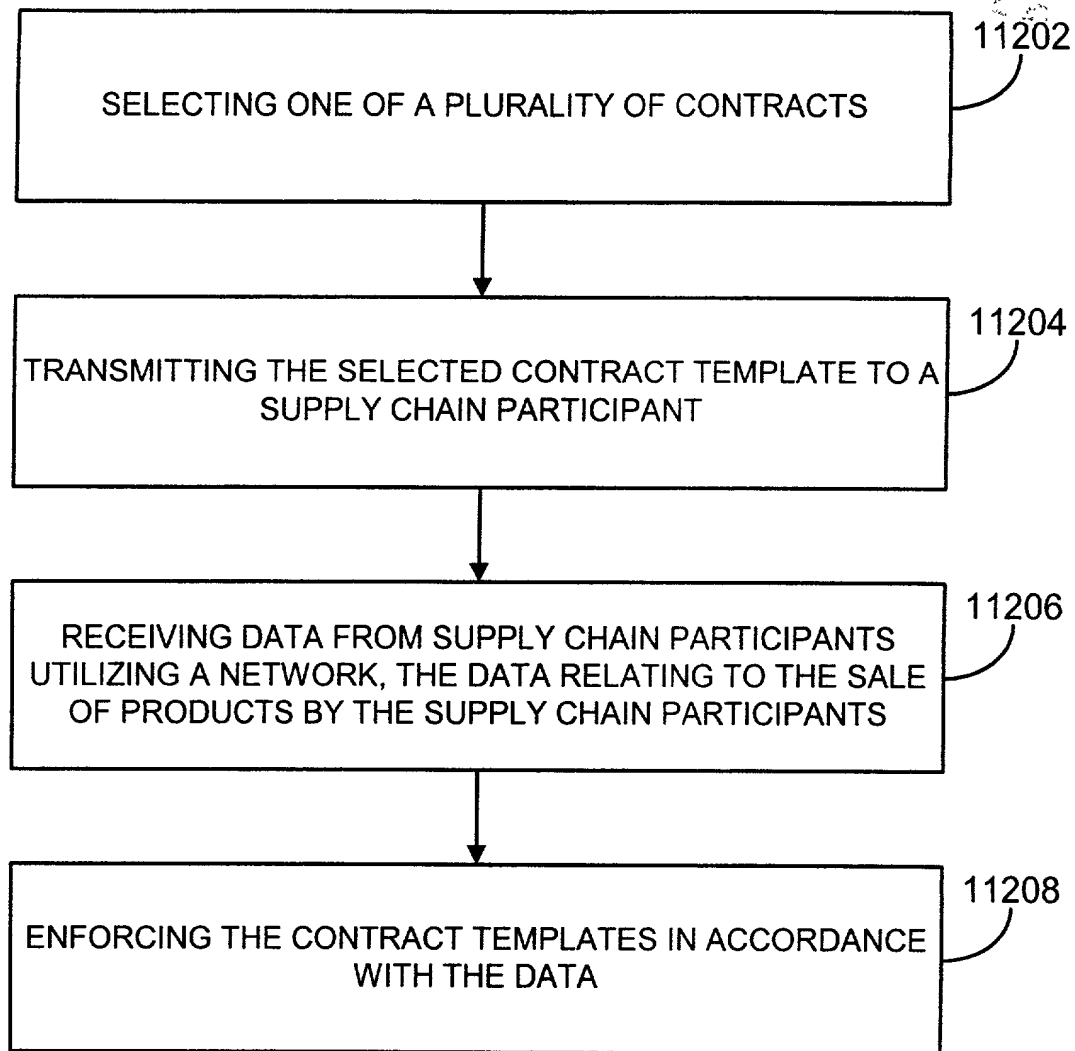 11202
SELECTING ONE OF A PLURALITY OF CONTRACTS
11204
TRANSMITTING THE SELECTED CONTRACT TEMPLATE TO A
SUPPLY CHAIN PARTICIPANT
11206
RECEIVING DATA FROM SUPPLY CHAIN PARTICIPANTS
UTILIZING A NETWORK, THE DATA RELATING TO THE SALE
OF PRODUCTS BY THE SUPPLY CHAIN PARTICIPANTS
11208
ENFORCING THE CONTRACT TEMPLATES IN ACCORDANCE
WITH THE DATA